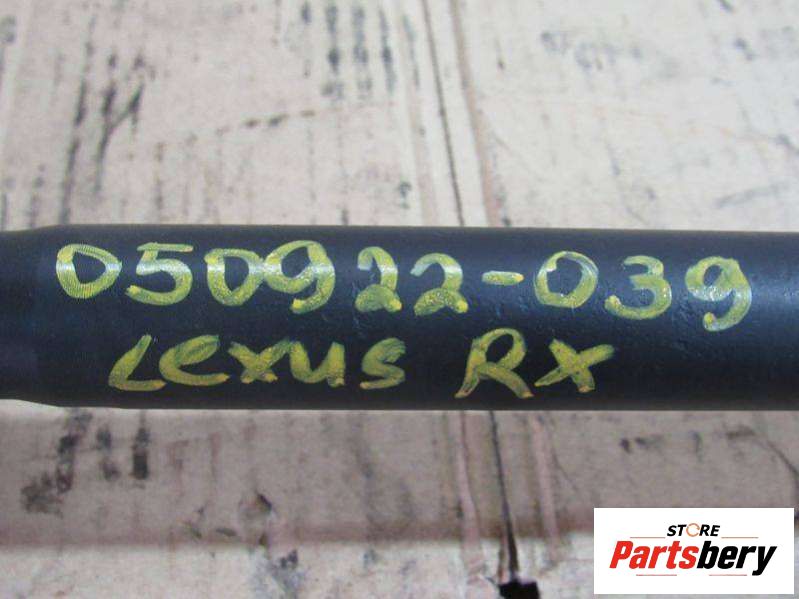 050922-039
Lexus RX
STORE
Partsbery